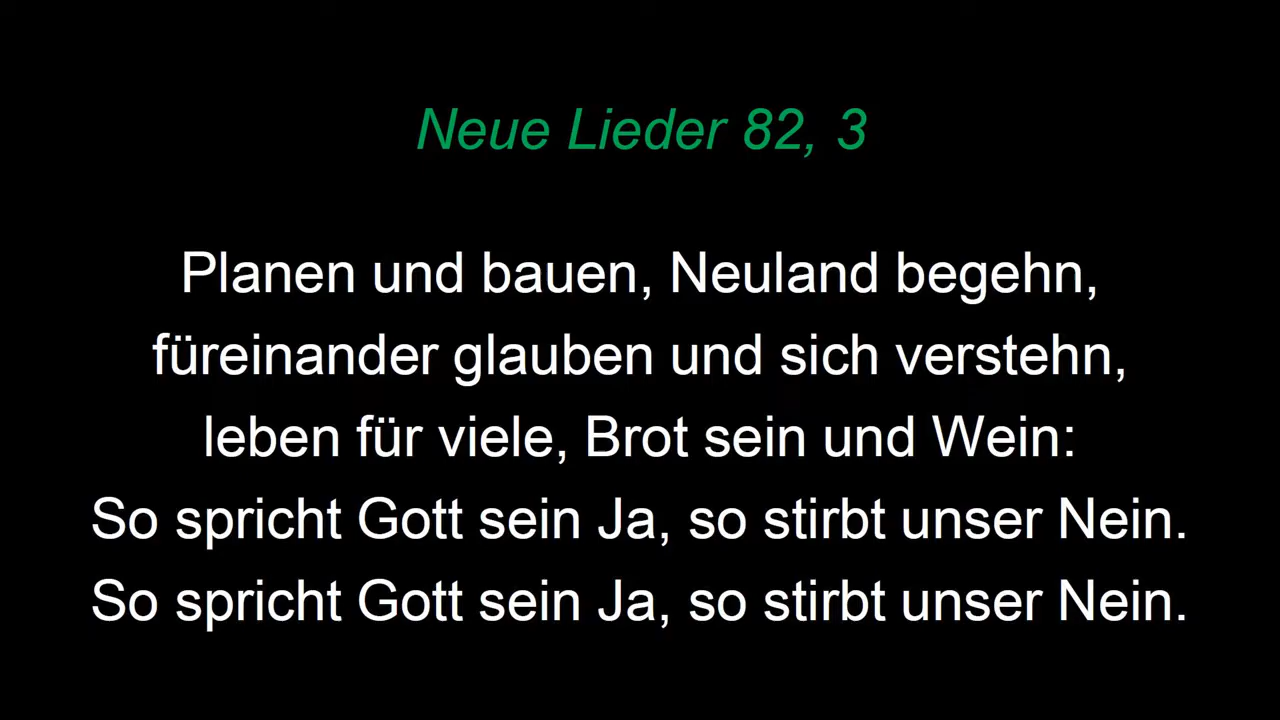 Neue Lieder 82, 3
Planen und bauen, Neuland begehn,
füreinander glauben und sich verstehn,
leben für viele, Brot sein und Wein:
So spricht Gott sein Ja, so stirbt unser Nein.
So spricht Gott sein Ja, so stirbt unser Nein.